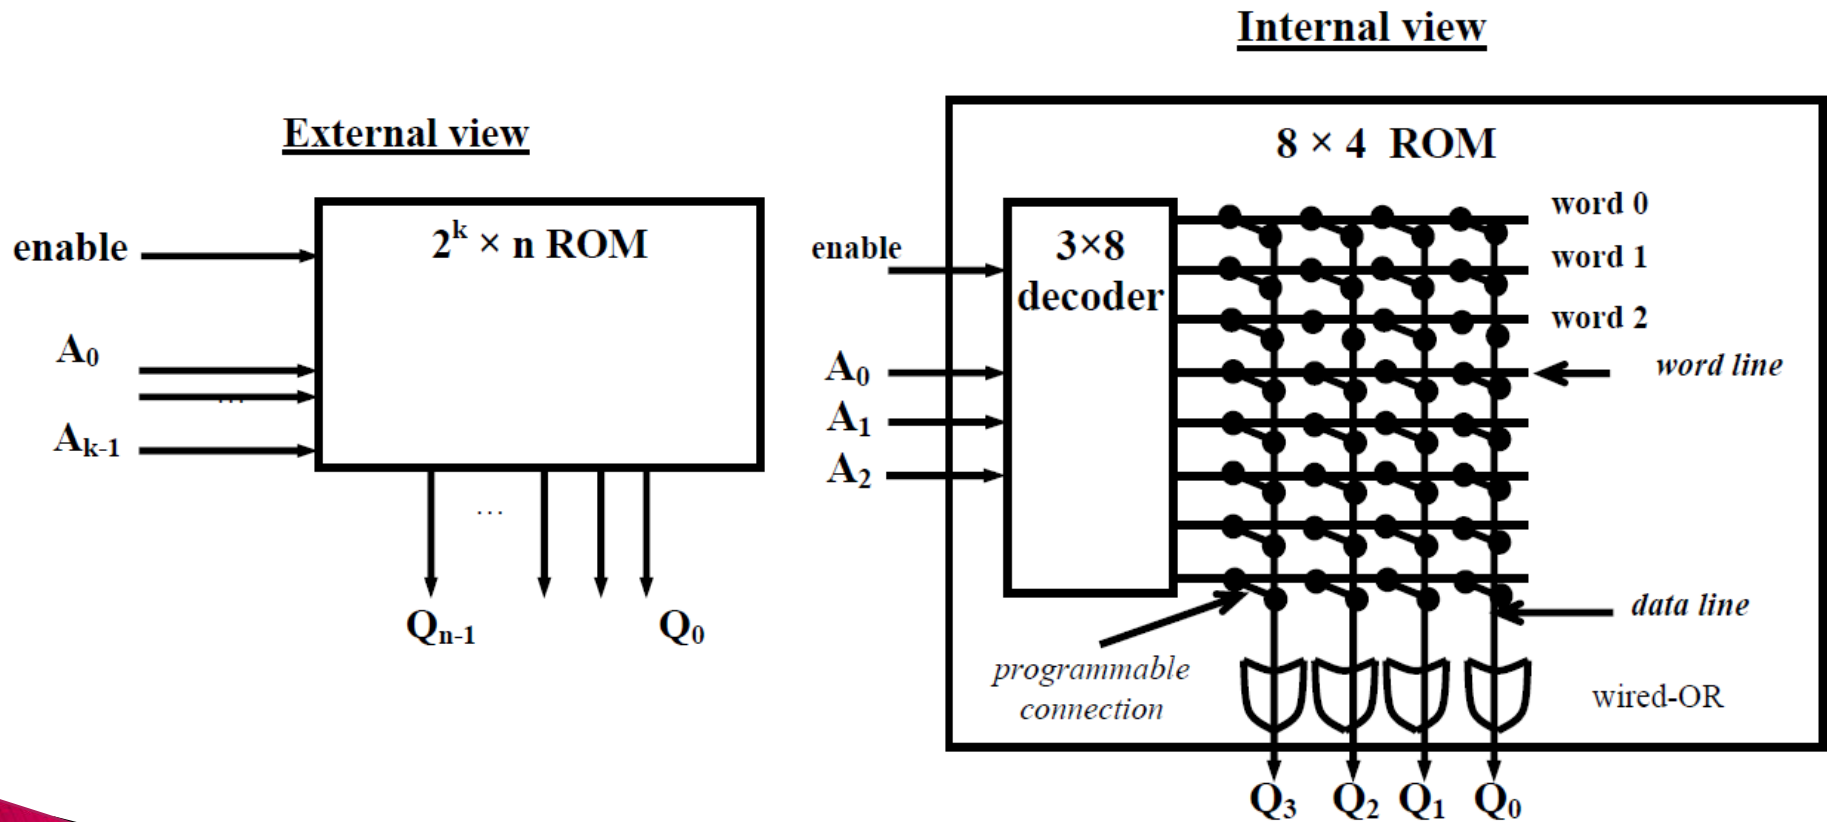 External view
enable
A0
...
Ak-1
2^k × n ROM
...
Qn-1
Q0
Internal view
8 × 4 ROM
enable
A0
A1
A2
3×8
decoder
word 0
word 1
word 2
word line
data line
programmable
connection
wired-OR
Q3 Q2 Q1 Q0